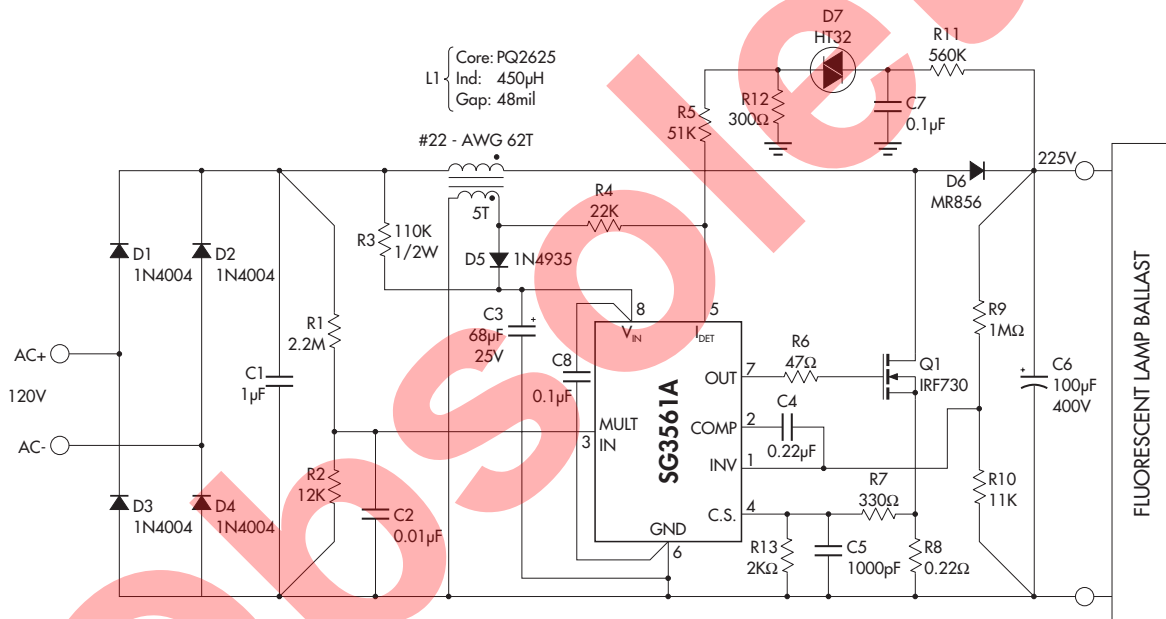 D7
HT32
R11
560K
Core: PQ2625
L1 Ind: 450µH
Gap: 48mil
R12
300Ω
C7
0.1µF
R5
51K
#22 - AWG 62T
225V
D6
MR856
R4
22K
5T
R3
110K
1/2W
D5
1N4935
D1
1N4004
D2
1N4004
C3
68µF
25V
+
8
5
V_IN
I_DET
R9
1MΩ
R1
2.2M
AC+
120V
AC-
C1
1µF
C8
0.1µF
SG3561A
OUT
7
R6
47Ω
Q1
IRF730
C6
100µF
400V
+
MULT
IN
3
COMP
2
C4
0.22µF
INV
1
R2
12K
R7
330Ω
R10
11K
C.S.
4
D3
1N4004
D4
1N4004
C2
0.01µF
GND
6
R13
2KΩ
C5
1000pF
R8
0.22Ω
FLUORESCENT LAMP BALLAST
Obsolete